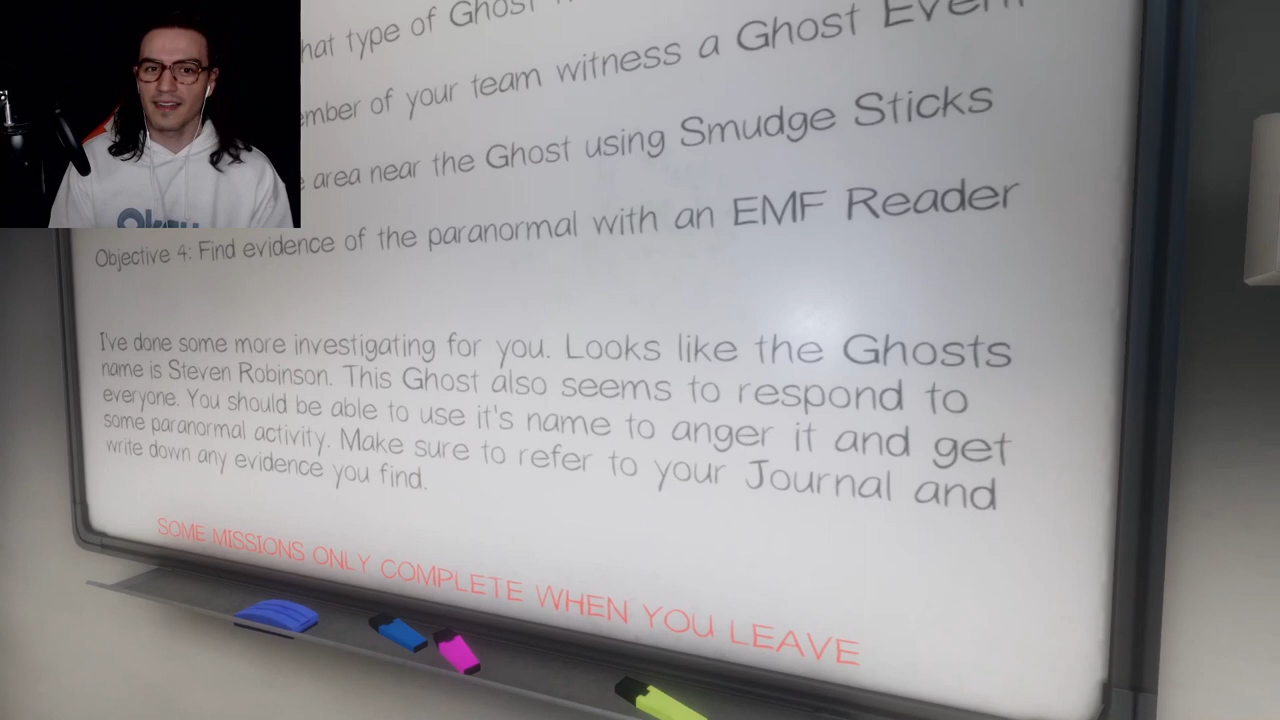 hat type of Ghost
ember of your team witness a Ghost Event
area near the Ghost using Smudge Sticks
Objective 4: Find evidence of the paranormal with an EMF Reader
I've done some more investigating for you. Looks like the Ghosts
name is Steven Robinson. This Ghost also seems to respond to
everyone. You should be able to use it's name to anger it and get
some paranormal activity. Make sure to refer to your Journal and
write down any evidence you find.
SOME MISSIONS ONLY COMPLETE WHEN YOU LEAVE